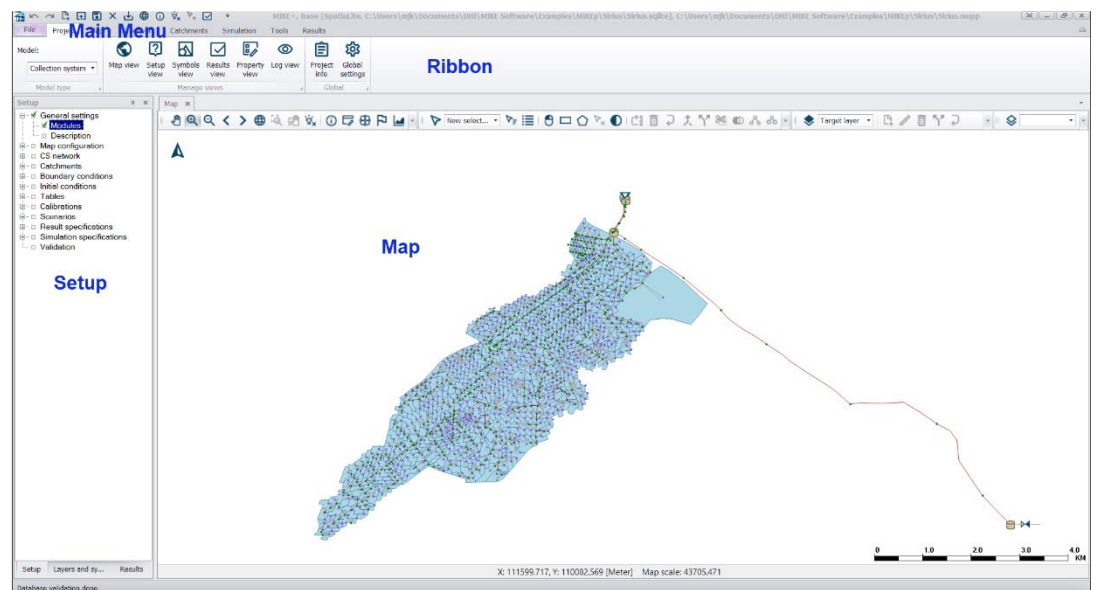 MIKE+, Base [SpatiaLite, C:\Users\mjk\Documents\DHI\MIKE Software\Examples\MIKEp\Sirius\Sirius.sqlite], C:\Users\mjk\Documents\DHI\MIKE Software\Examples\MIKEp\Sirius\Sirius.mupp
File Proj Main Menu Catchments Simulation Tools Results
Model:
Collection system
Map view Setup view Symbols view Results view Property view Log view Project info Global settings
Ribbon
Model type Manage views Global
Setup
Map
General settings
Modules
Description
Map configuration
CS network
Catchments
Boundary conditions
Initial conditions
Tables
Calibrations
Scenarios
Result specifications
Simulation specifications
Validation
Setup
New select...
Target layer
Map
0 1.0 2.0 3.0 4.0
KM
Setup Layers and sy... Results
X: 111599.717, Y: 110082.569 [Meter] Map scale: 43705.471
Database validation done.